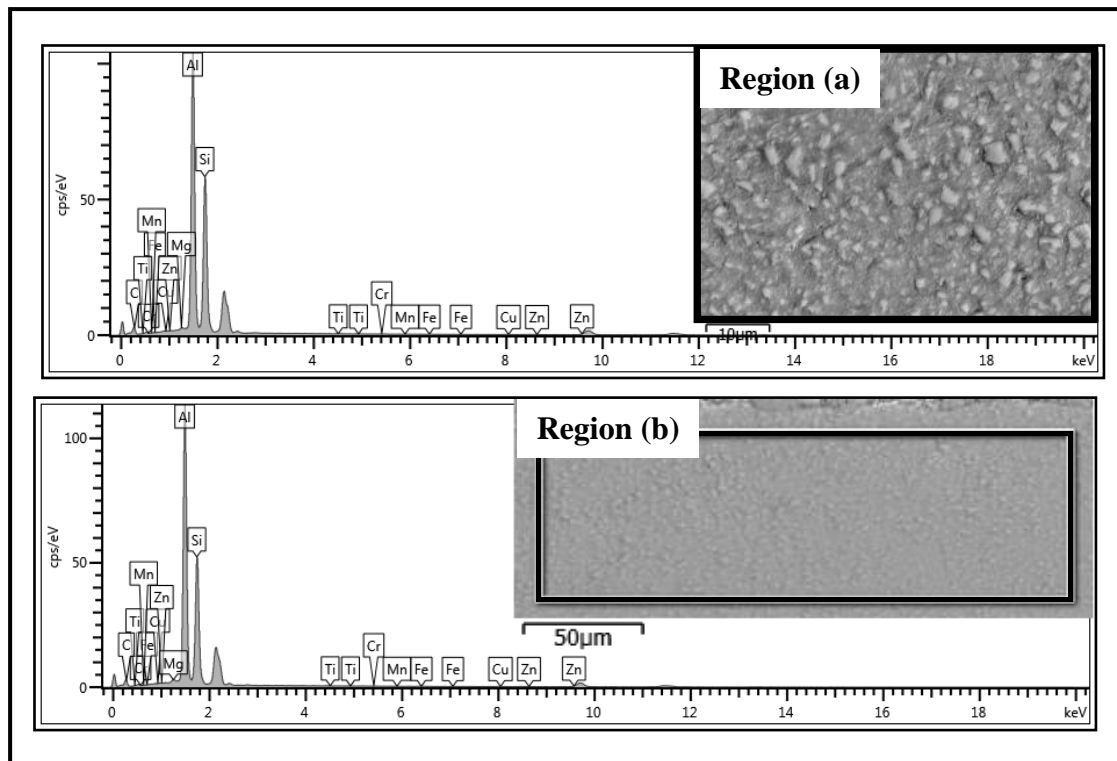 Region (a)
Al
Si
50
cps/eV
Mn
Fe
Mg
Ti
Zn
C
Cu
Cr
Ti
Ti
Cr
Mn
Fe
Fe
Cu
Zn
Zn
0
10µm
0 2 4 6 8 10 12 14 16 18 keV
Region (b)
Al
100
Si
cps/eV
50
Mn
Zn
Ti
Cu
C
Fe
Mg
50µm
Cr
Ti
Ti
Cr
Mn
Fe
Fe
Cu
Zn
Zn
0
0 2 4 6 8 10 12 14 16 18 keV